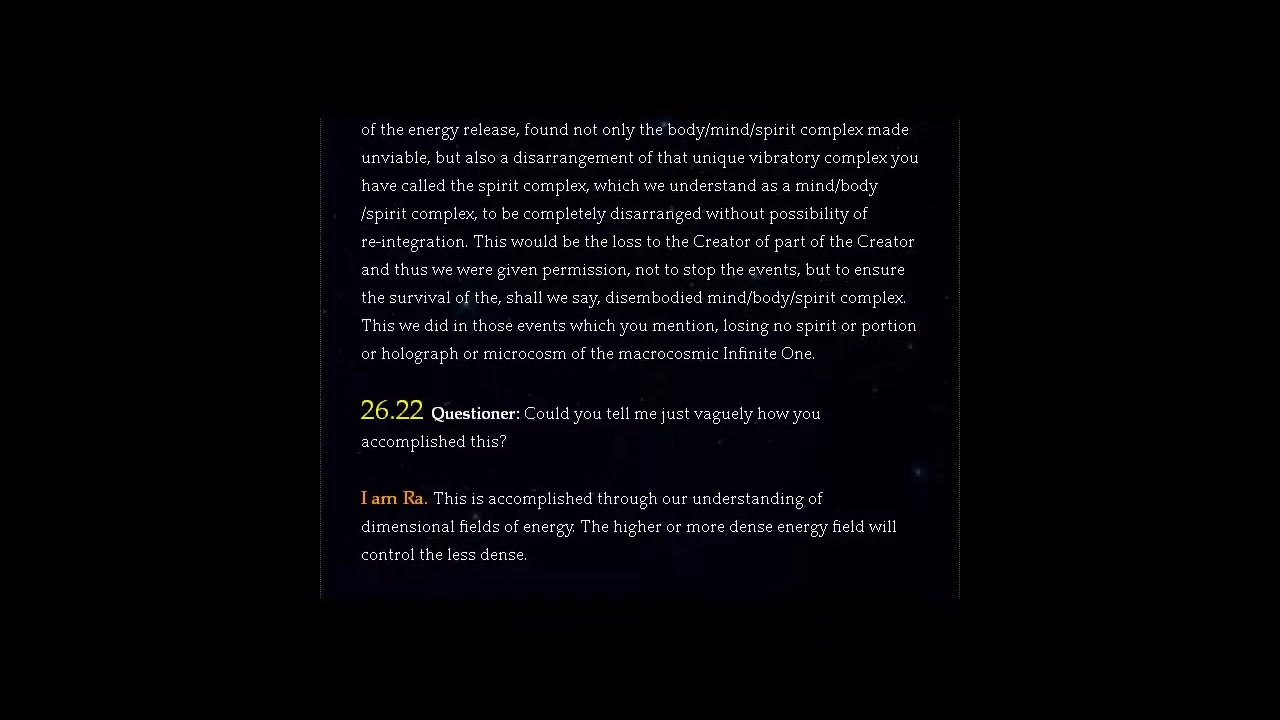 of the energy release, found not only the body/mind/spirit complex made
unviable, but also a disarrangement of that unique vibratory complex you
have called the spirit complex, which we understand as a mind/body
/spirit complex, to be completely disarranged without possibility of
re-integration. This would be the loss to the Creator of part of the Creator
and thus we were given permission, not to stop the events, but to ensure
the survival of the, shall we say, disembodied mind/body/spirit complex.
This we did in those events which you mention, losing no spirit or portion
or holograph or microcosm of the macrocosmic Infinite One.
26.22 Questioner: Could you tell me just vaguely how you
accomplished this?
I am Ra. This is accomplished through our understanding of
dimensional fields of energy. The higher or more dense energy field will
control the less dense.